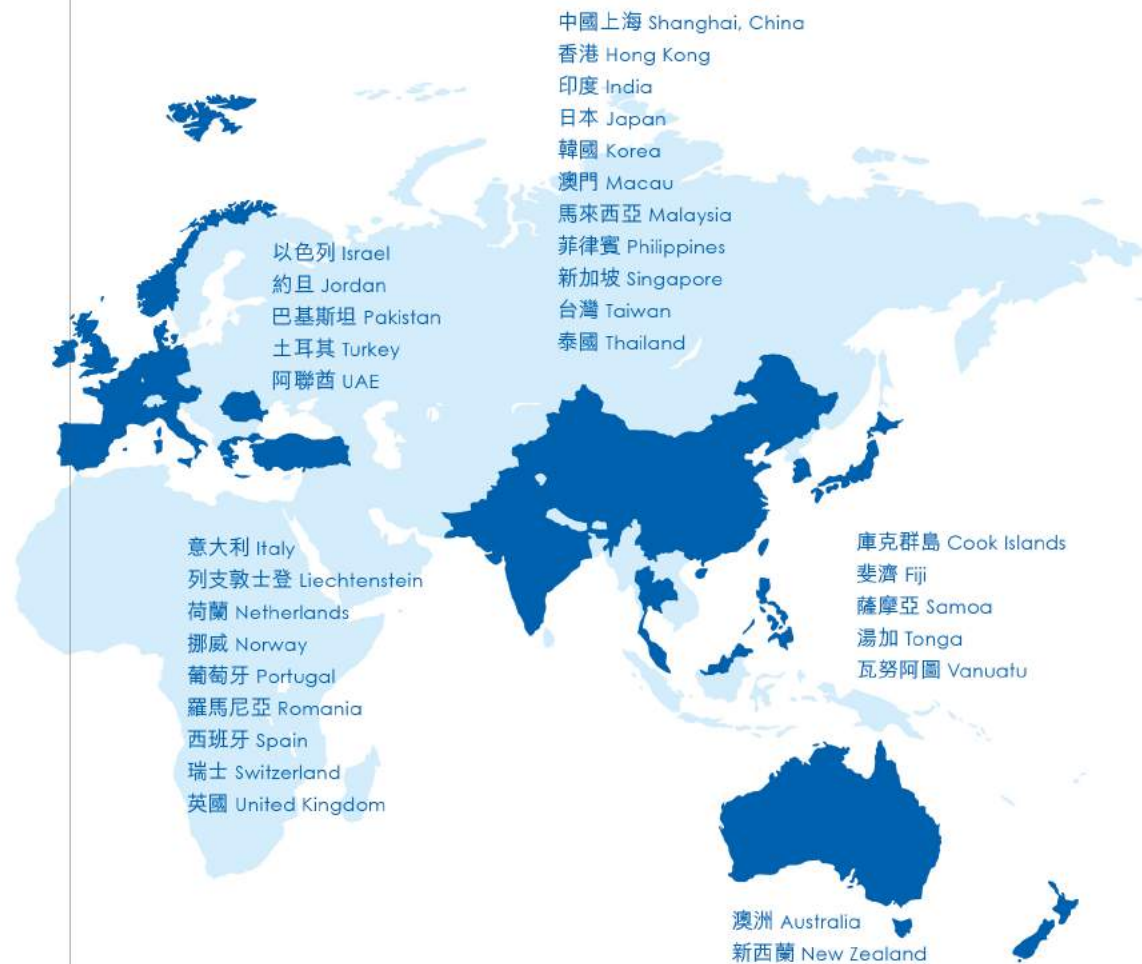 中國上海 Shanghai, China
香港 Hong Kong
印度 India
日本 Japan
韓國 Korea
澳門 Macau
馬來西亞 Malaysia
菲律賓 Philippines
新加坡 Singapore
台灣 Taiwan
泰國 Thailand
以色列 Israel
約旦 Jordan
巴基斯坦 Pakistan
土耳其 Turkey
阿聯酋 UAE
意大利 Italy
列支敦士登 Liechtenstein
荷蘭 Netherlands
挪威 Norway
葡萄牙 Portugal
羅馬尼亞 Romania
西班牙 Spain
瑞士 Switzerland
英國 United Kingdom
庫克群島 Cook Islands
斐濟 Fiji
薩摩亞 Samoa
湯加 Tonga
瓦努阿圖 Vanuatu
澳洲 Australia
新西蘭 New Zealand